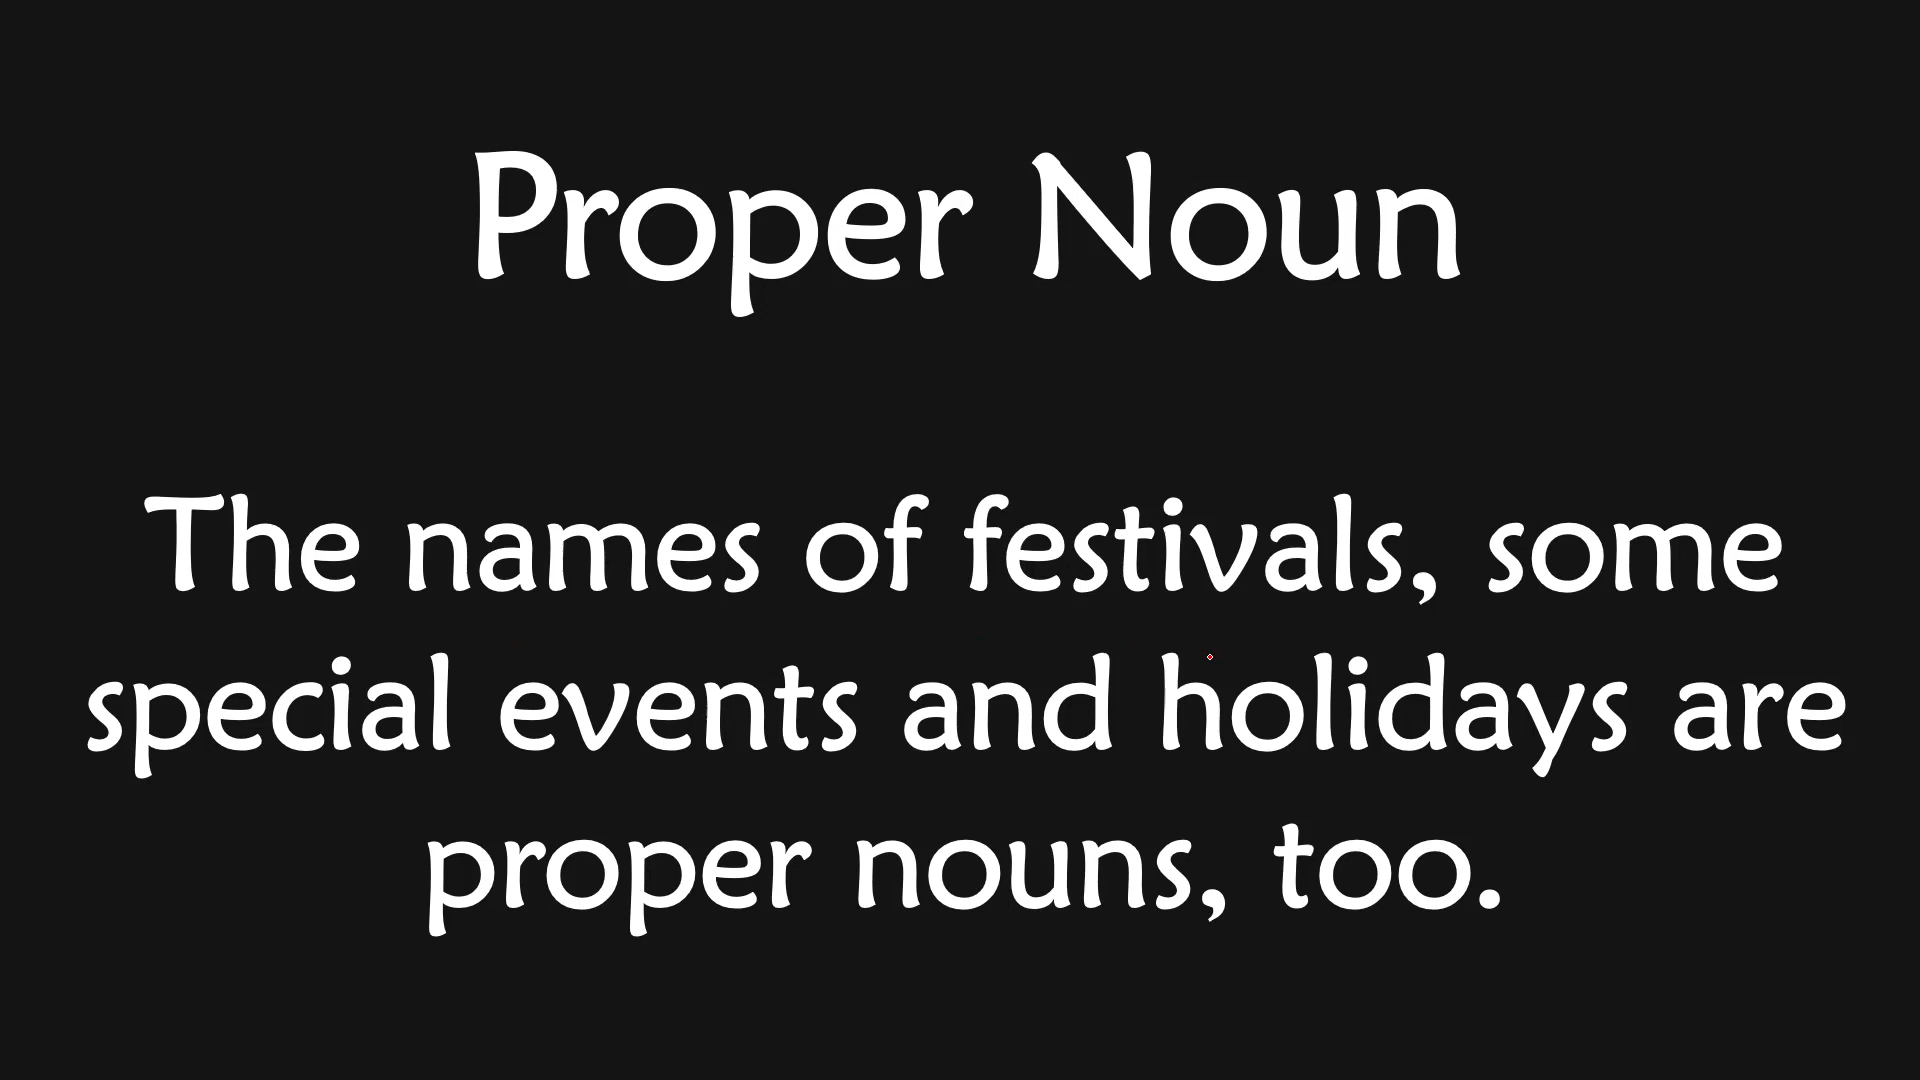 Proper Noun
The names of festivals, some
special events and holidays are
proper nouns, too.